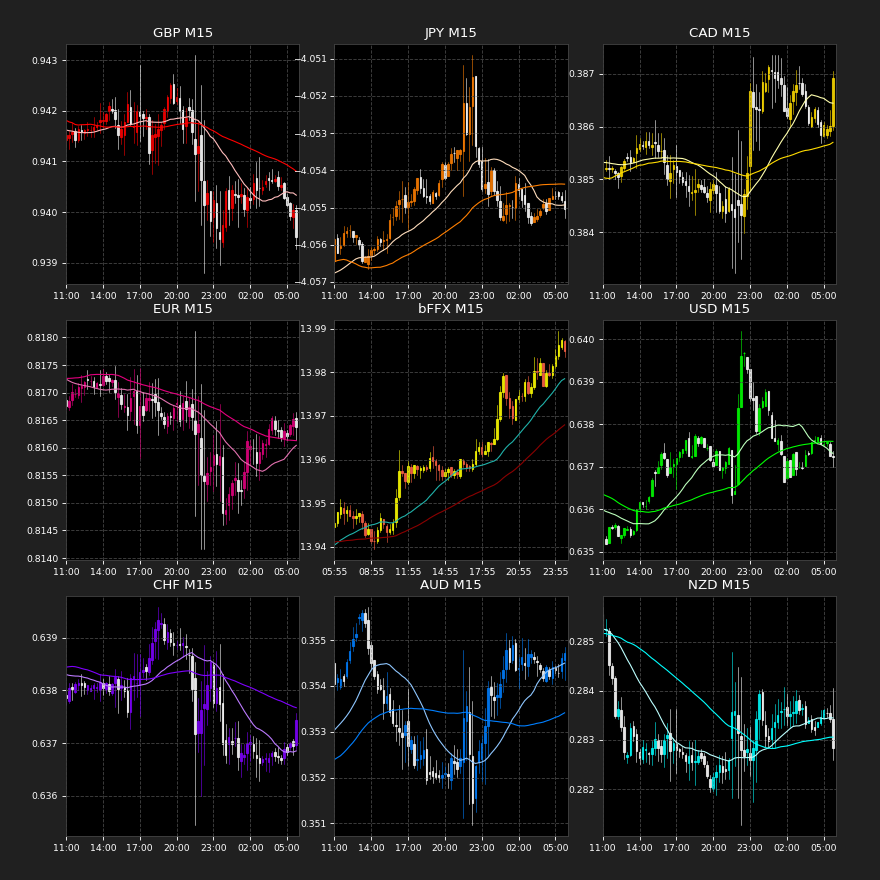 GBP M15
0.943
0.942
0.941
0.940
0.939
11:00 14:00 17:00 20:00 23:00 02:00 05:00
JPY M15
−4.051
−4.052
−4.053
−4.054
−4.055
−4.056
−4.057
11:00 14:00 17:00 20:00 23:00 02:00 05:00
CAD M15
0.387
0.386
0.385
0.384
11:00 14:00 17:00 20:00 23:00 02:00 05:00
EUR M15
0.8180
0.8175
0.8170
0.8165
0.8160
0.8155
0.8150
0.8145
0.8140
11:00 14:00 17:00 20:00 23:00 02:00 05:00
bFFX M15
13.99
13.98
13.97
13.96
13.95
13.94
05:55 08:55 11:55 14:55 17:55 20:55 23:55
USD M15
0.640
0.639
0.638
0.637
0.636
0.635
11:00 14:00 17:00 20:00 23:00 02:00 05:00
CHF M15
0.639
0.638
0.637
0.636
11:00 14:00 17:00 20:00 23:00 02:00 05:00
AUD M15
0.355
0.354
0.353
0.352
0.351
11:00 14:00 17:00 20:00 23:00 02:00 05:00
NZD M15
0.285
0.284
0.283
0.282
11:00 14:00 17:00 20:00 23:00 02:00 05:00